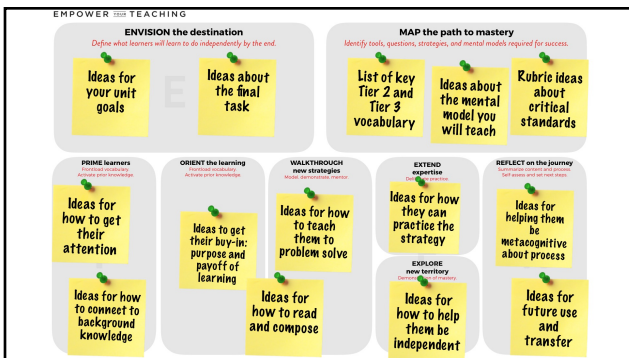 EMPOWER YOUR TEACHING
ENVISION the destination
Define what learners will learn to do independently by the end.
Ideas for
your unit
goals
E
Ideas about
the final
task
MAP the path to mastery
Identify tools, questions, strategies, and mental models required for success.
List of key
Tier 2 and
Tier 3
vocabulary
Ideas about
the mental
model you
will teach
Rubric ideas
about
critical
standards
PRIME learners
Frontload vocabulary.
Activate prior knowledge.
Ideas for
how to get
their
attention
Ideas for how
to connect to
background
knowledge
ORIENT the learning
Frontload vocabulary.
Activate prior knowledge.
Ideas to get
their buy-in:
purpose and
payoff of
learning
WALKTHROUGH
new strategies
Model, demonstrate, mentor.
Ideas for how
to teach
them to
problem solve
Ideas for
how to read
and compose
EXTEND
expertise
practice.
Ideas for how
they can
practice the
strategy
EXPLORE
new territory
of mastery.
Ideas for
how to help
them be
independent
REFLECT on the journey
Summarize content and process.
Self-assess and set next steps.
Ideas for
helping them
be
metacognitive
about process
Ideas for
future use
and
transfer